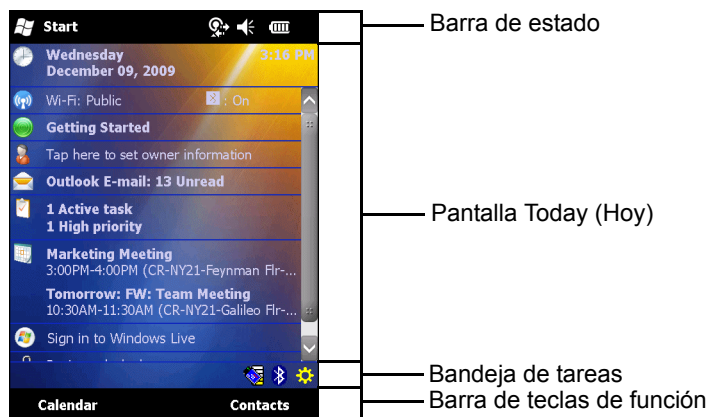 Start
Barra de estado
Wednesday 3:16 PM
December 09, 2009
Wi-Fi: Public : On
Getting Started
Tap here to set owner information
Outlook E-mail: 13 Unread
1 Active task
1 High priority
Pantalla Today (Hoy)
Marketing Meeting
3:00PM-4:00PM (CR-NY21-Feynman Flr-...
Tomorrow: FW: Team Meeting
10:30AM-11:30AM (CR-NY21-Galileo Flr-...
Sign in to Windows Live
Bandeja de tareas
Calendar Contacts
Barra de teclas de función